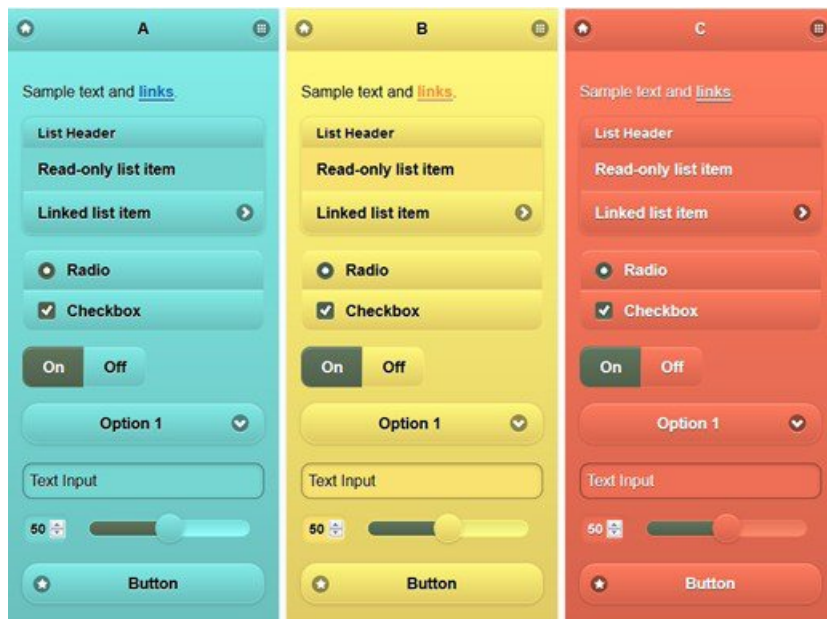 A
Sample text and links.
List Header
Read-only list item
Linked list item
Radio
Checkbox
On Off
Option 1
Text Input
50
Button
B
Sample text and links.
List Header
Read-only list item
Linked list item
Radio
Checkbox
On Off
Option 1
Text Input
50
Button
C
Sample text and links.
List Header
Read-only list item
Linked list item
Radio
Checkbox
On Off
Option 1
Text Input
50
Button